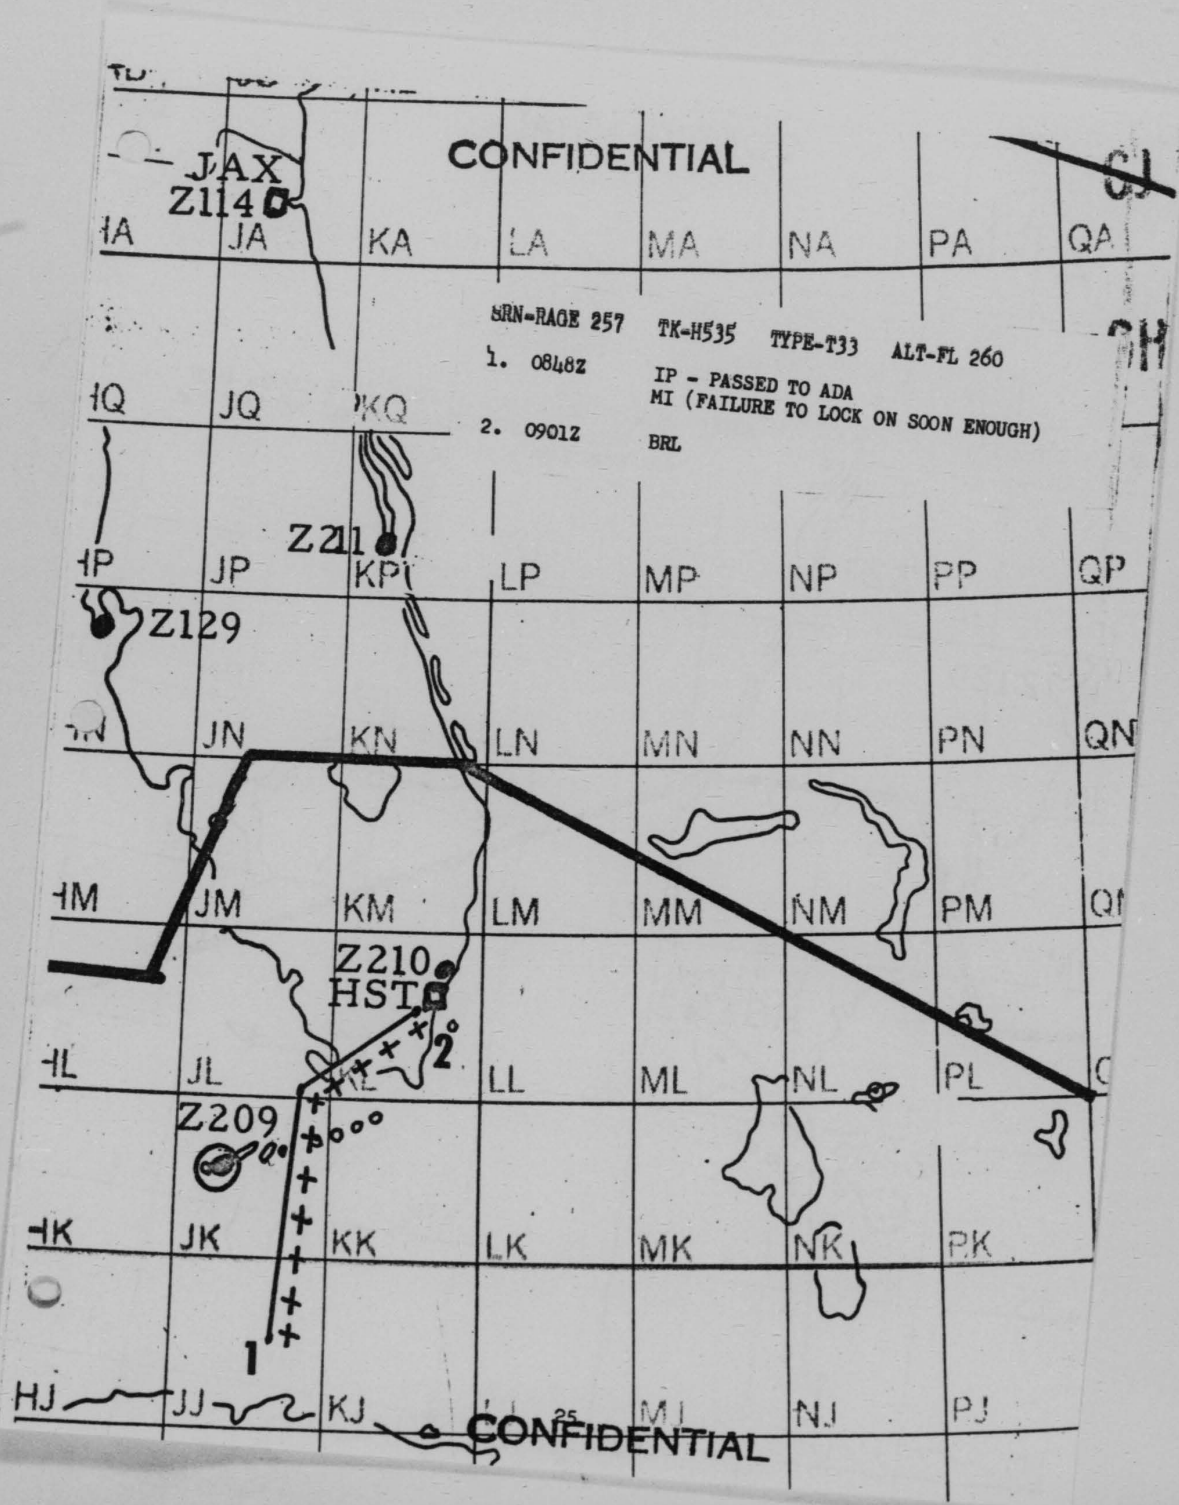 CONFIDENTIAL
JAX
Z114
JA KA LA MA NA PA QA
SRN-RAGE 257 TK-H535 TYPE-T33 ALT-FL 260
1. 0848Z IP - PASSED TO ADA
MI (FAILURE TO LOCK ON SOON ENOUGH)
HQ JQ KQ
2. 0901Z BRL
Z211
HP JP KP LP MP NP PP QP
Z129
JN KN LN MN NN PN QN
HM JM KM LM MM NM PM
Z210
HST
2
HL JL KL LL ML NL PL
Z209
HK JK KK LK MK NK PK
1
HJ JJ KJ MJ NJ PJ
25
CONFIDENTIAL